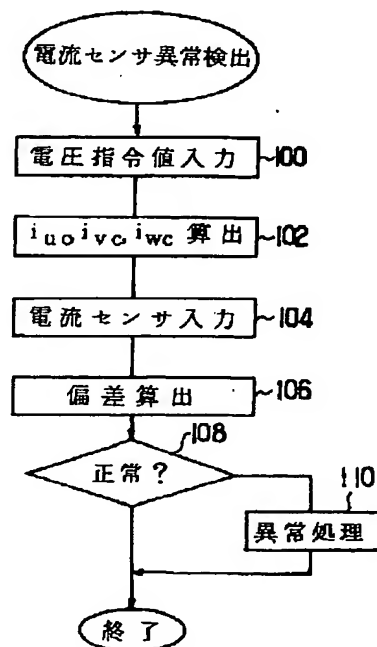 電流センサ異常検出
電圧指令値入力
100
iuo ivc, iwc 算出
102
電流センサ入力
104
偏差算出
106
108
正常?
110
異常処理
終了